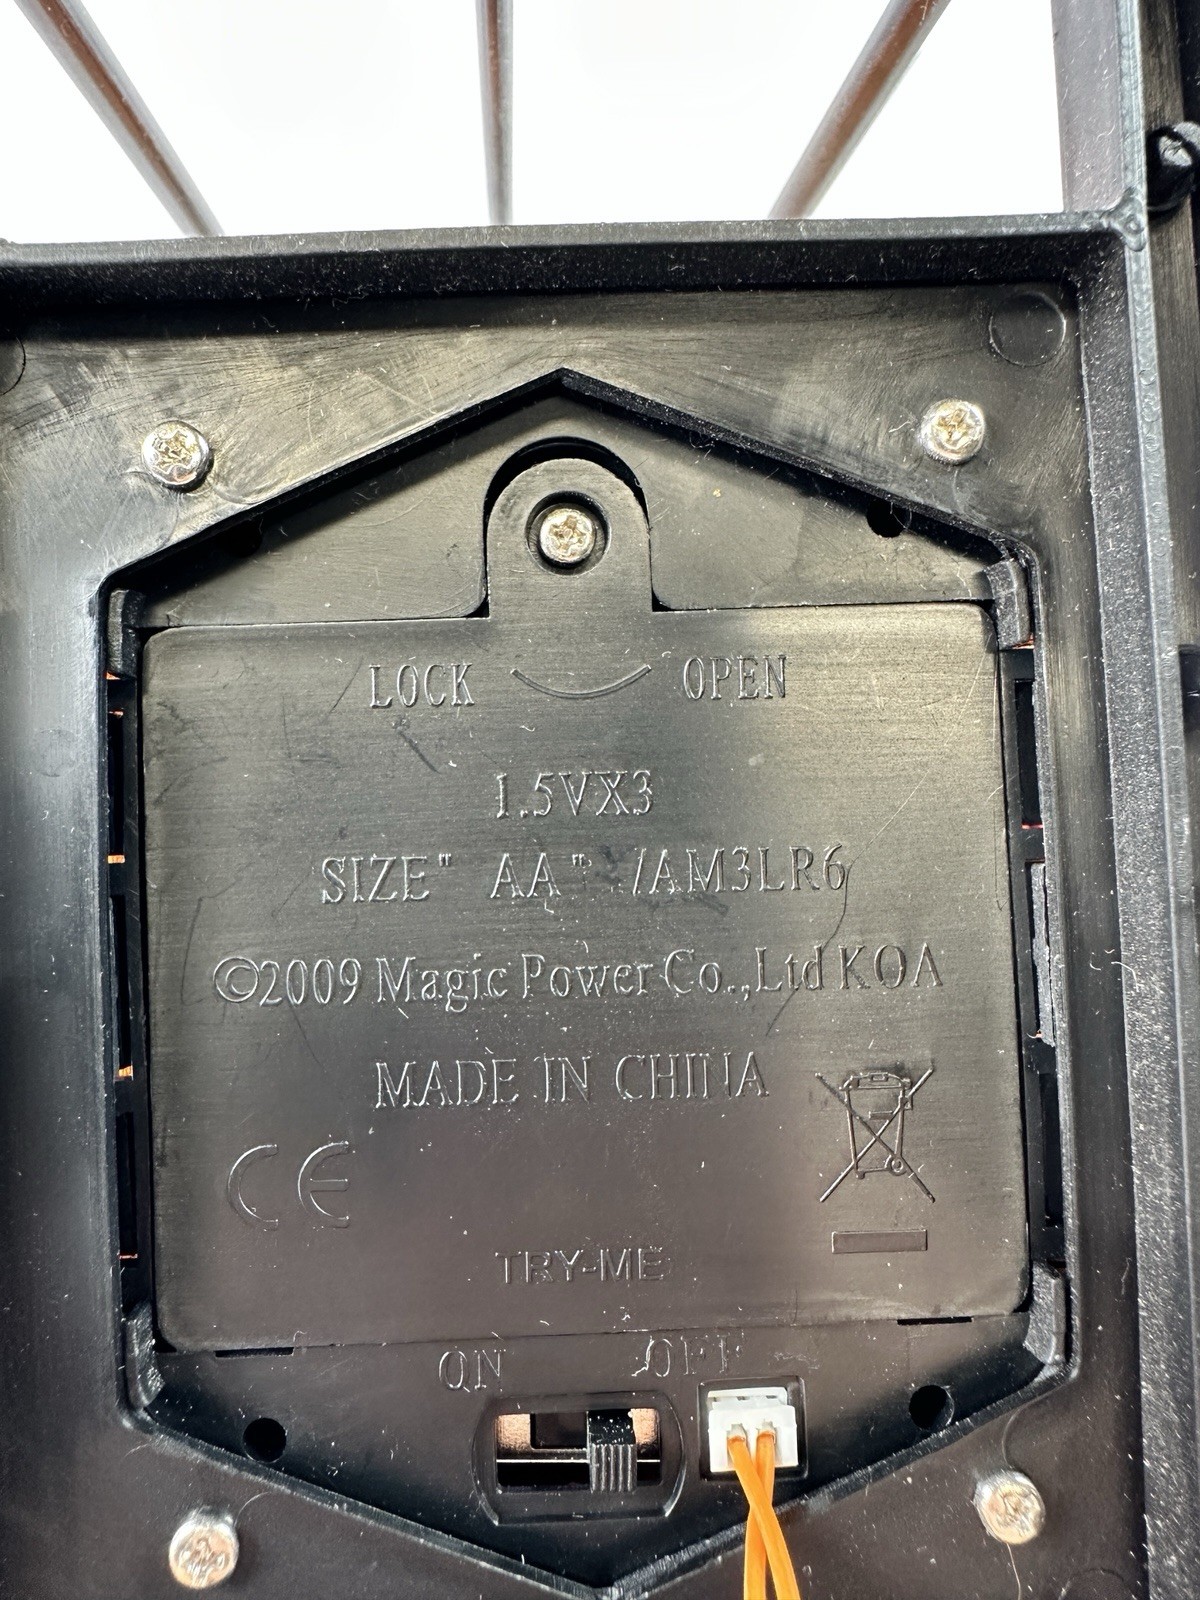 LOCK OPEN
1.5VX3
SIZE" AA" /AM3LR6
©2009 Magic Power Co.,Ltd KOA
MADE IN CHINA
CE
TRY-ME
ON OFF